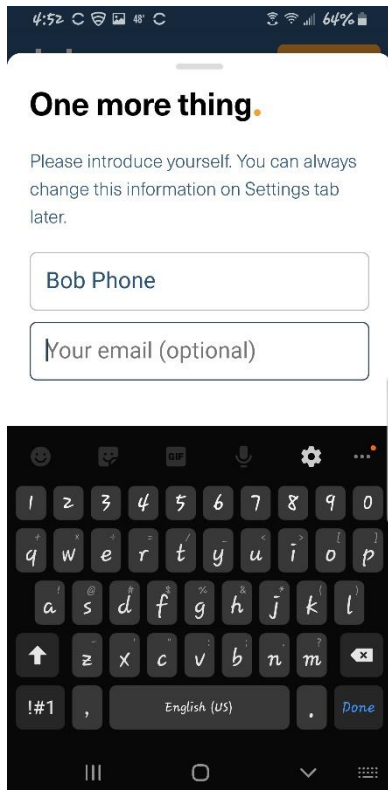 4:52 48° 64%
One more thing.
Please introduce yourself. You can always
change this information on Settings tab
later.
Bob Phone
Your email (optional)
GIF
1 2 3 4 5 6 7 8 9 0
+ × ÷ = / _ < > [ ]
q w e r t y u i o p
! @ # $ % ^ & * ( )
a s d f g h j k l
- ' " : ; , ?
z x c v b n m
!#1 , English (US) . Done